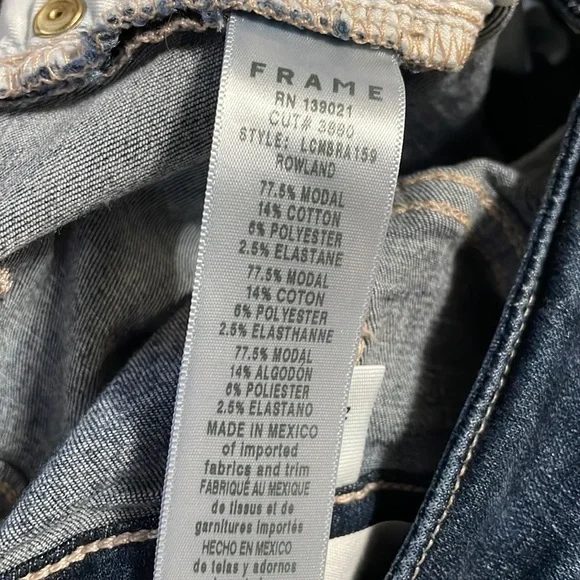 FRAME
RN 139021
CUT# 3880
STYLE: LCWBRA159
ROWLAND
77.5% MODAL
14% COTTON
6% POLYESTER
2.5% ELASTANE
77.5% MODAL
14% COTON
6% POLYESTER
2.5% ELASTHANNE
77.5% MODAL
14% ALGODÓN
6% POLIESTER
2.5% ELASTANO
MADE IN MEXICO
of imported
fabrics and trim
FABRIQUÉ AU MEXIQUE
de tissus et de
garnitures importés
HECHO EN MÉXICO
de telas y adornos